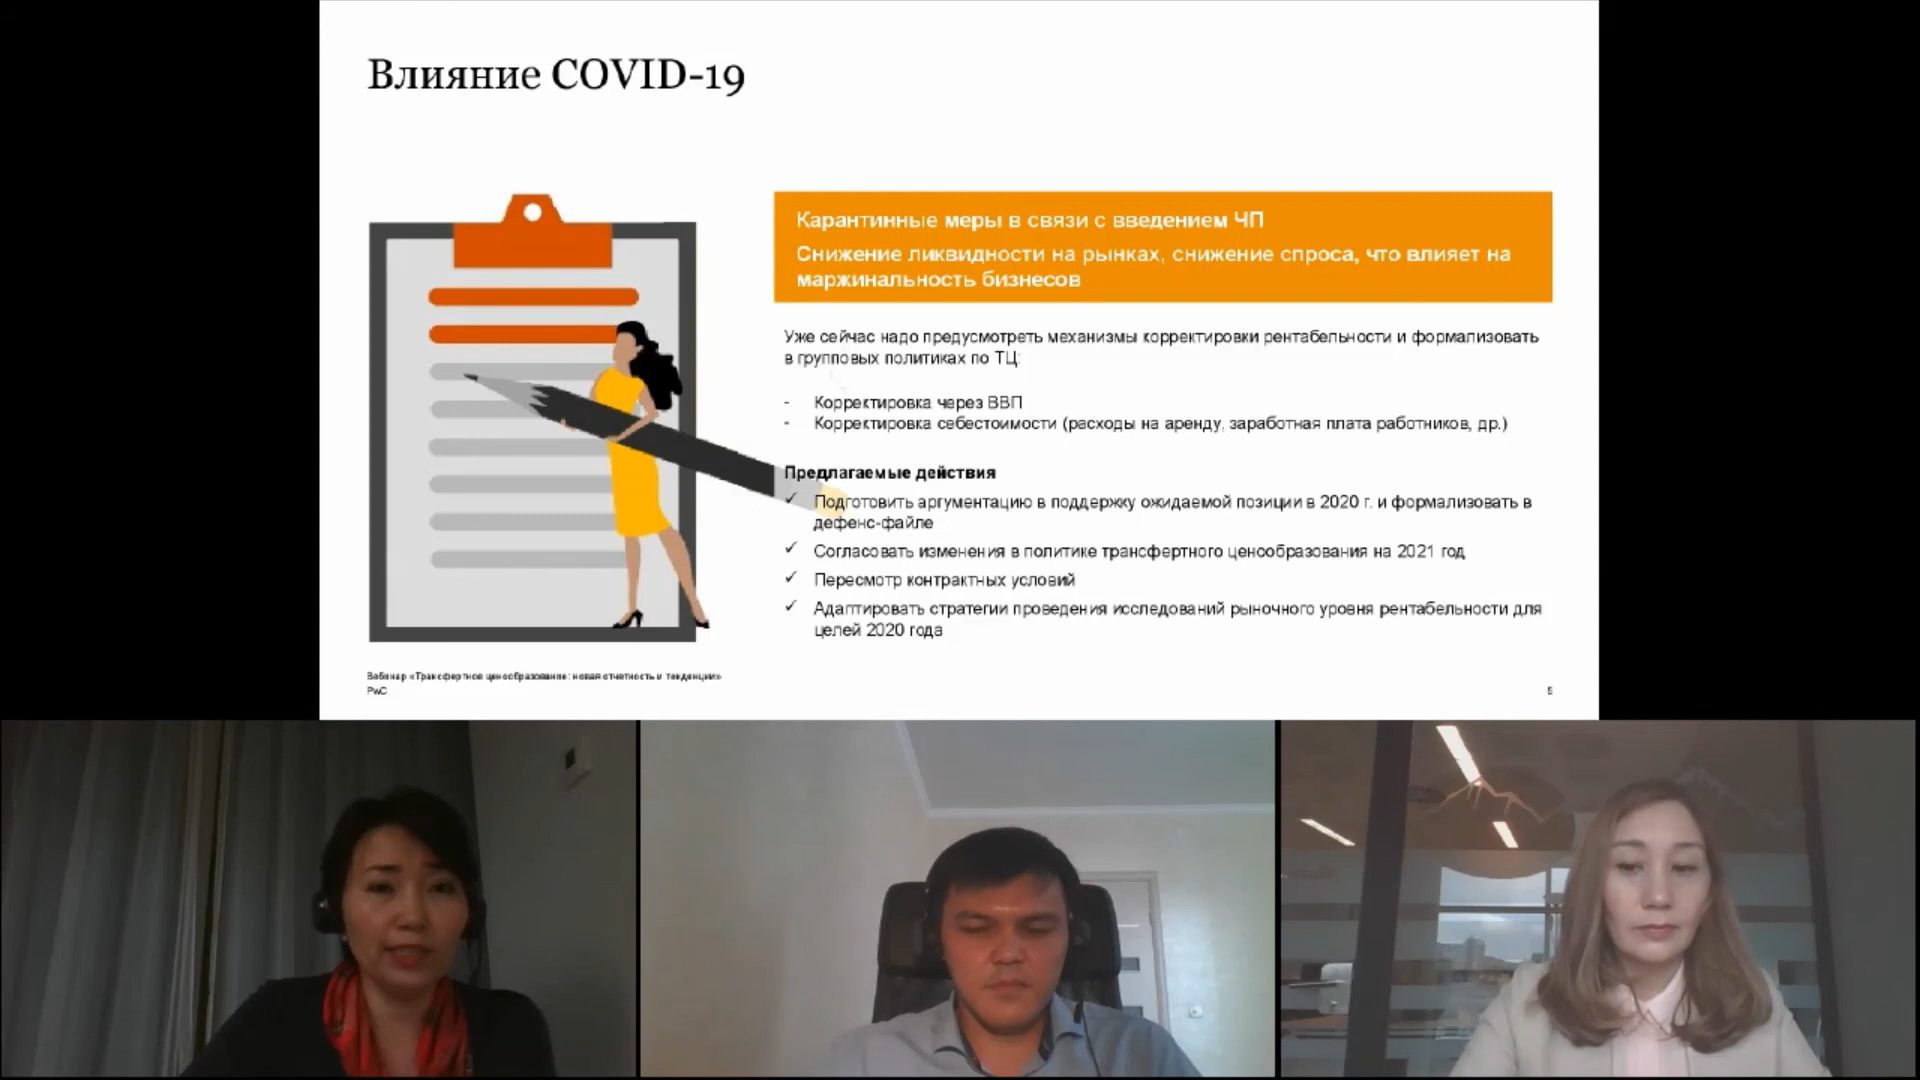 Влияние COVID-19
Карантинные меры в связи с введением ЧП
Снижение ликвидности на рынках, снижение спроса, что влияет на
маржинальность бизнесов
Уже сейчас надо предусмотреть механизмы корректировки рентабельности и формализовать
в групповых политиках по ТЦ:
- Корректировка через ВВП
- Корректировка себестоимости (расходы на аренду, заработная плата работников, др.)
Предлагаемые действия
✓ Подготовить аргументацию в поддержку ожидаемой позиции в 2020 г. и формализовать в
дефенс-файле
✓ Согласовать изменения в политике трансфертного ценообразования на 2021 год
✓ Пересмотр контрактных условий
✓ Адаптировать стратегии проведения исследований рыночного уровня рентабельности для
целей 2020 года
Вебинар «Трансфертное ценообразование: новая отчетность и тенденции»
PwC